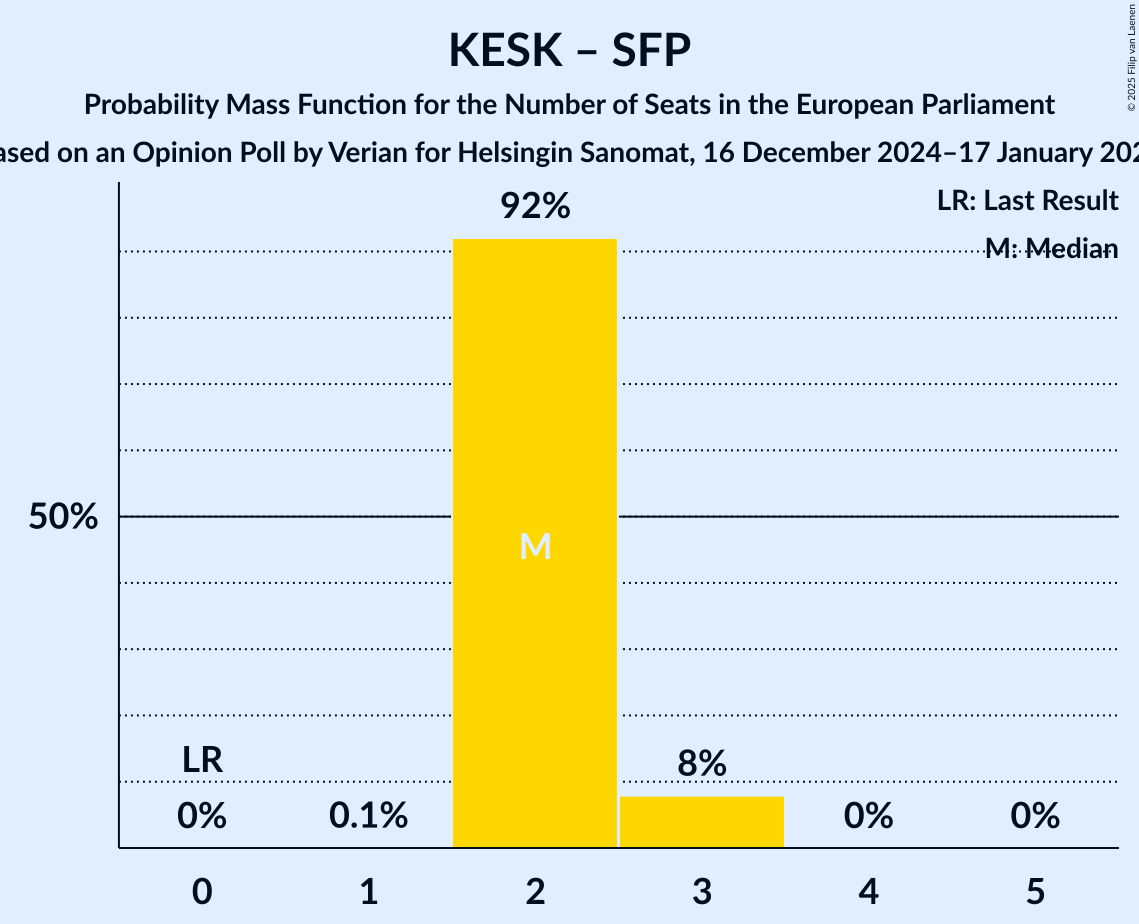 KESK – SFP
Probability Mass Function for the Number of Seats in the European Parliament
ased on an Opinion Poll by Verian for Helsingin Sanomat, 16 December 2024–17 January 202
© 2025 Filip van Laenen
LR: Last Result
M: Median
92%
50%
M
LR
8%
0%
0.1%
0%
0%
0
1
2
3
4
5